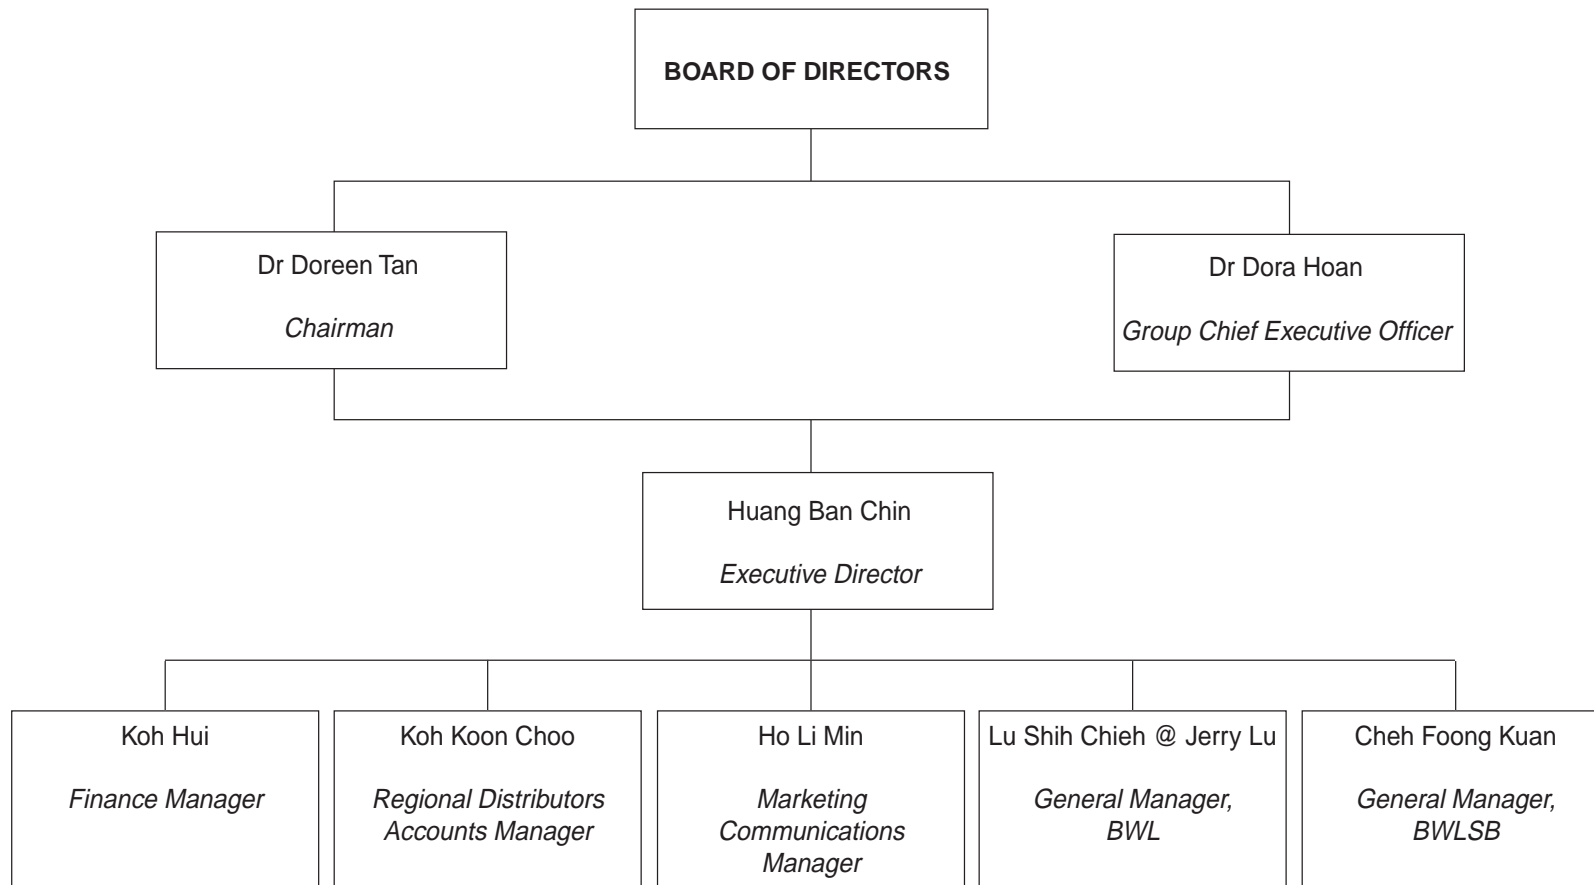 BOARD OF DIRECTORS
Dr Doreen Tan
Chairman
Dr Dora Hoan
Group Chief Executive Officer
Huang Ban Chin
Executive Director
Koh Hui
Finance Manager
Koh Koon Choo
Regional Distributors
Accounts Manager
Ho Li Min
Marketing
Communications
Manager
Lu Shih Chieh @ Jerry Lu
General Manager,
BWL
Cheh Foong Kuan
General Manager,
BWLSB